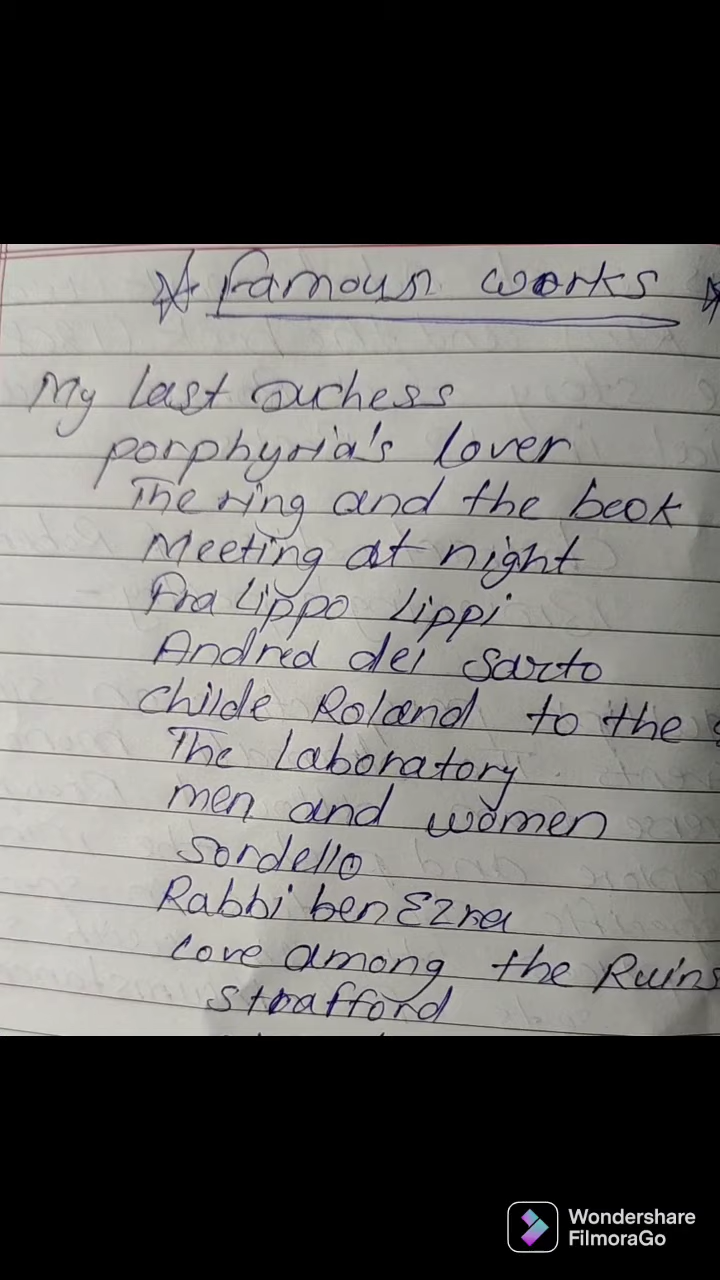 Famous works
My last Duchess
porphyria's lover
The ring and the book
Meeting at night
Fra Lippo Lippi
Andrea del Sarto
Childe Roland to the
The laboratory
men and women
Sordello
Rabbi ben Ezra
Love among the Ruins
Strafford
Wondershare
FilmoraGo